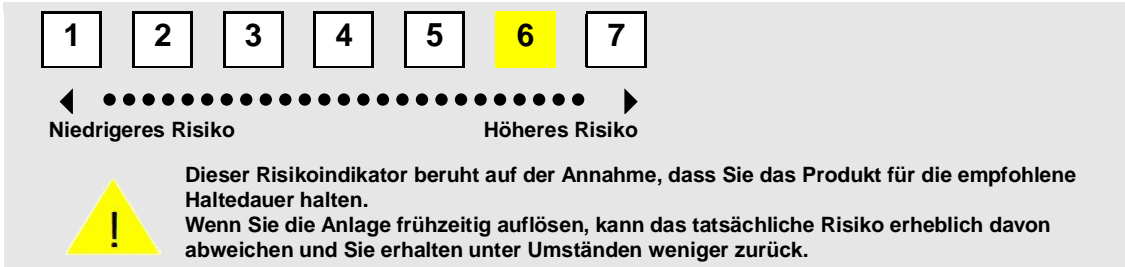 1 2 3 4 5 6 7
Niedrigeres Risiko Höheres Risiko
Dieser Risikoindikator beruht auf der Annahme, dass Sie das Produkt für die empfohlene
Haltedauer halten.
Wenn Sie die Anlage frühzeitig auflösen, kann das tatsächliche Risiko erheblich davon
abweichen und Sie erhalten unter Umständen weniger zurück.
!